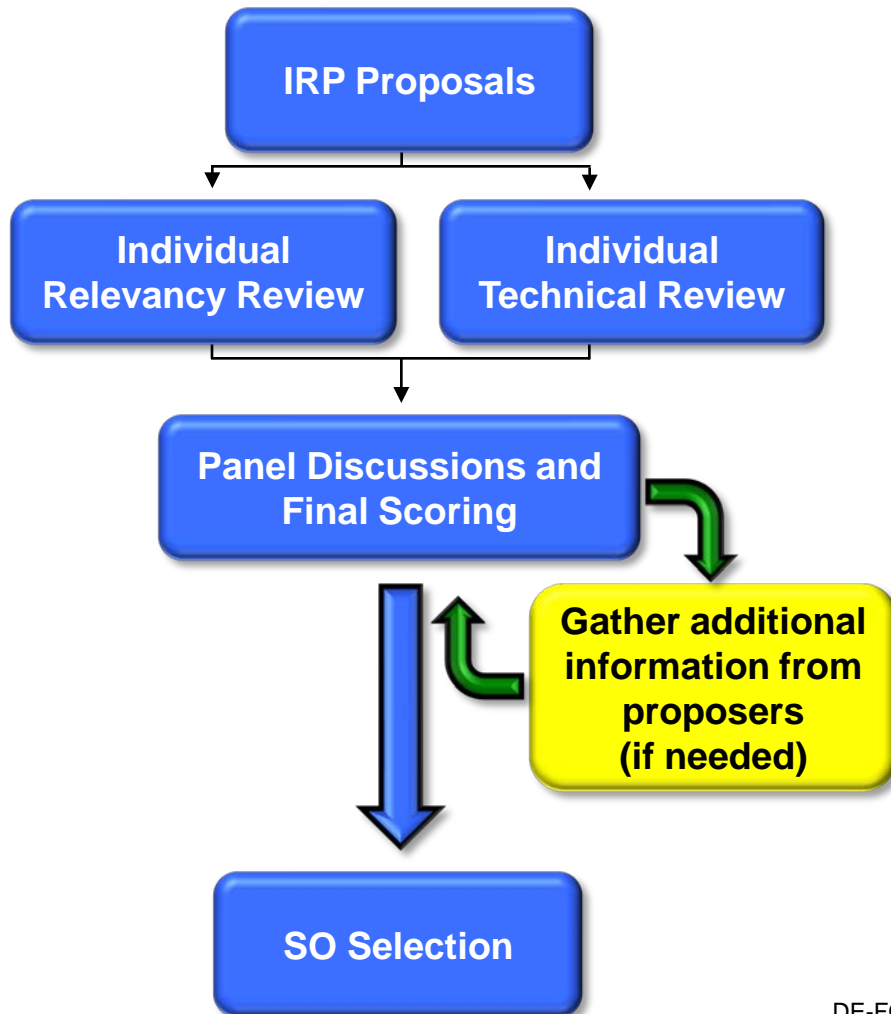 IRP Proposals
Individual
Relevancy Review
Individual
Technical Review
Panel Discussions and
Final Scoring
Gather additional
information from
proposers
(if needed)
SO Selection